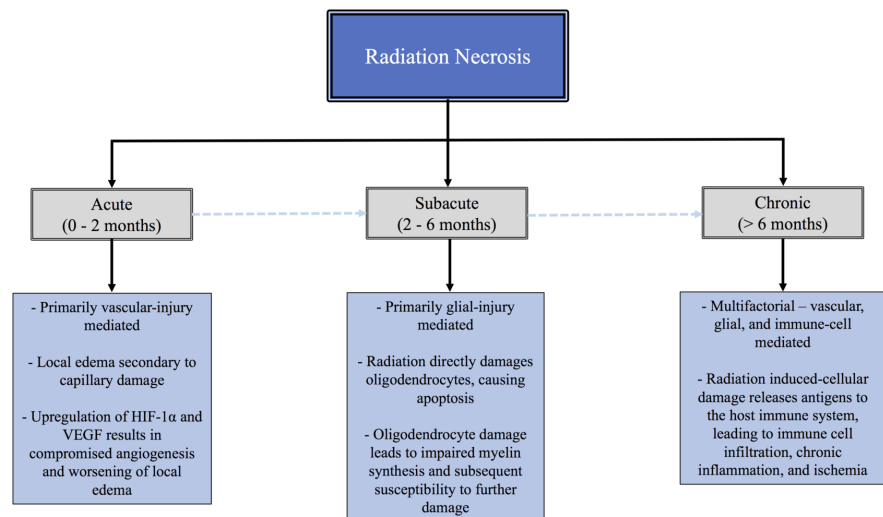 Radiation Necrosis
Acute
(0 - 2 months)
Subacute
(2 - 6 months)
Chronic
(> 6 months)
- Primarily vascular-injury
mediated
- Local edema secondary to
capillary damage
- Upregulation of HIF-1α and
VEGF results in
compromised angiogenesis
and worsening of local
edema
- Primarily glial-injury
mediated
- Radiation directly damages
oligodendrocytes, causing
apoptosis
- Oligodendrocyte damage
leads to impaired myelin
synthesis and subsequent
susceptibility to further
damage
- Multifactorial – vascular,
glial, and immune-cell
mediated
- Radiation induced-cellular
damage releases antigens to
the host immune system,
leading to immune cell
infiltration, chronic
inflammation, and ischemia